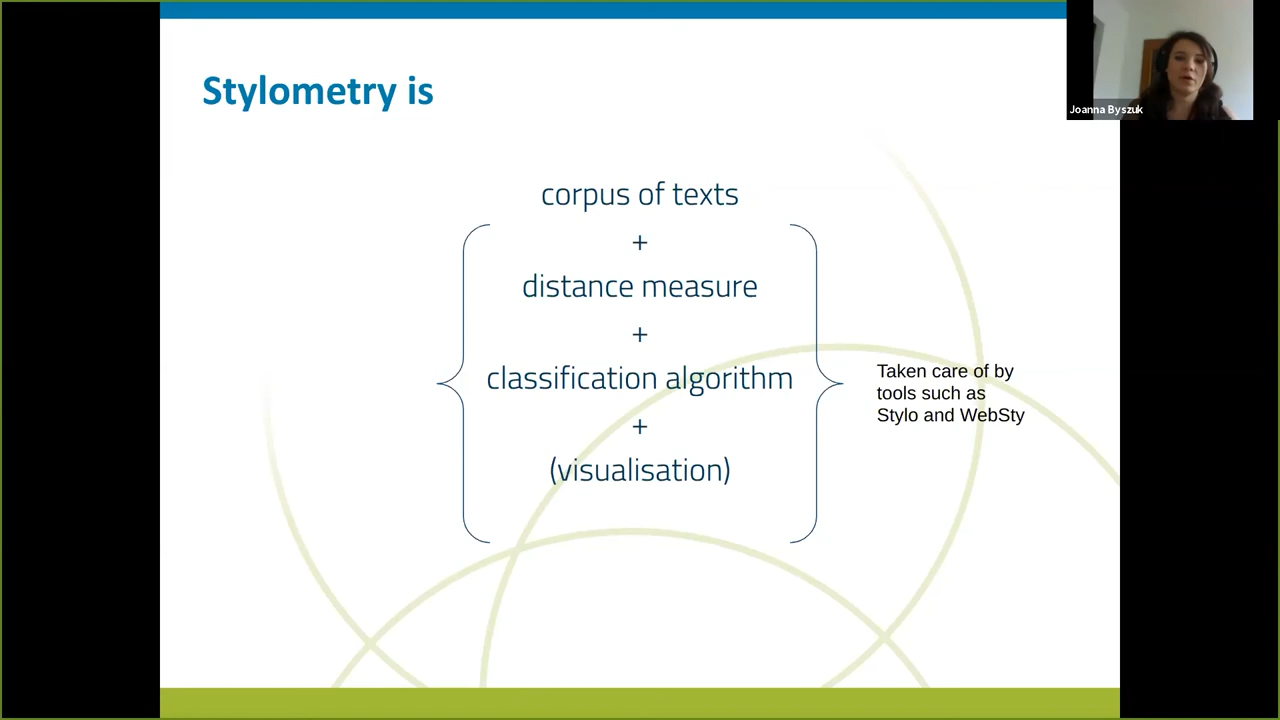 Stylometry is
Joanna Byszuk
corpus of texts
+
distance measure
+
classification algorithm
+
(visualisation)
Taken care of by
tools such as
Stylo and WebSty